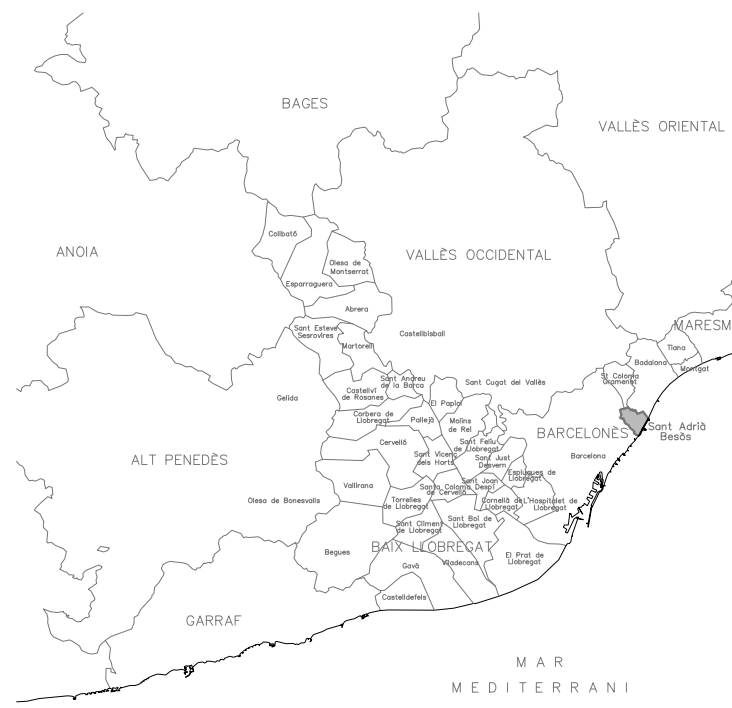 BAGES
VALLÈS ORIENTAL
Collbató
ANOIA
VALLÈS OCCIDENTAL
Olesa de
Montserrat
Esparraguera
Abrera
Sant Esteve
Sesrovires
Castellbisball
MARESM
Martorell
Tiana
Badalona
Montgat
St Coloma
Gramenet
Sant Andreu
de la Barca
Sant Cugat del Vallès
Castellví
de Rosanes
Gelida
El Papiol
Corbera de
Llobregat
Pallejà
Molins
de Rei
Sant Adrià
Besòs
BARCELONÈS
Cervelló
Sant Feliu
de Llobregat
Barcelona
ALT PENEDÈS
Sant Vicenç
dels Horts
Sant Just
Desvern
Esplugues de
Llobregat
Vallirana
Santa Coloma
de Cervelló
Sant Joan
Despí
Olesa de Bonesvalls
Torrelles
de Llobregat
Cornellà de
Llobregat
L'Hospitalet de
Llobregat
Sant Climent
de Llobregat
Sant Boi de
Llobregat
BAIX LLOBREGAT
Begues
El Prat de
Llobregat
Gavà
Viladecans
Castelldefels
GARRAF
MAR
MEDITERRANI